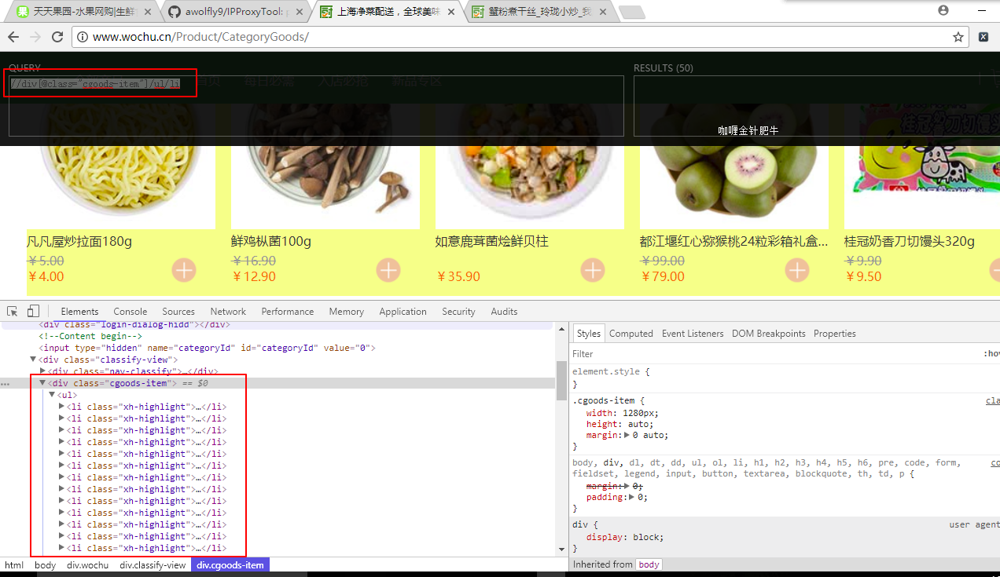 天天果园-水果网购|生鲜
awolfly9/IPProxyTool: p
上海净菜配送，全球美味
蟹粉煮干丝_玲珑小炒_我
www.wochu.cn/Product/CategoryGoods/
QUERY
RESULTS (50)
//div[@class="cgoods-item"]/ul/li
首页 每日必需 入店必抢 新品专区
咖喱金针肥牛
凡凡屋炒拉面180g
鲜鸡枞菌100g
如意鹿茸菌烩鲜贝柱
都江堰红心猕猴桃24粒彩箱礼盒...
桂冠奶香刀切馒头320g
￥5.00
￥16.90
￥99.00
￥9.90
￥4.00
￥12.90
￥35.90
￥79.00
￥9.50
Elements Console Sources Network Performance Memory Application Security Audits
<div class="login-dialog-hidd"></div>
<!--Content begin-->
<input type="hidden" name="categoryId" id="categoryId" value="0">
▼<div class="classify-view">
▶<div class="nav-classify">…</div>
▼<div class="cgoods-item"> == $0
▼<ul>
▶<li class="xh-highlight">…</li>
▶<li class="xh-highlight">…</li>
▶<li class="xh-highlight">…</li>
▶<li class="xh-highlight">…</li>
▶<li class="xh-highlight">…</li>
▶<li class="xh-highlight">…</li>
▶<li class="xh-highlight">…</li>
▶<li class="xh-highlight">…</li>
▶<li class="xh-highlight">…</li>
▶<li class="xh-highlight">…</li>
▶<li class="xh-highlight">…</li>
▶<li class="xh-highlight">…</li>
▶<li class="xh-highlight">…</li>
html body div.wochu div.classify-view div.cgoods-item
Styles Computed Event Listeners DOM Breakpoints Properties
Filter
:hov
element.style {
}
.cgoods-item {
cla
width: 1280px;
height: auto;
margin:▶0 auto;
}
body, div, dl, dt, dd, ul, ol, li, h1, h2, h3, h4, h5, h6, pre, code, form,
co
fieldset, legend, input, button, textarea, blockquote, th, td, p {
margin:▶0;
padding:▶0;
}
div {
user agent
display: block;
}
Inherited from body